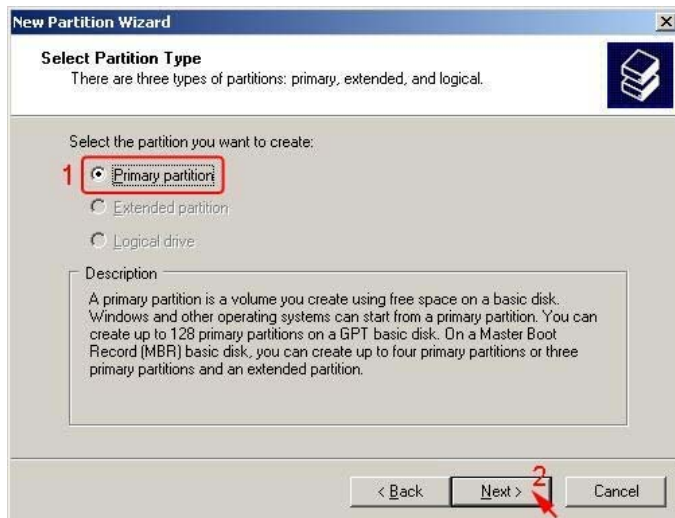 New Partition Wizard
Select Partition Type
There are three types of partitions: primary, extended, and logical.
Select the partition you want to create:
1 Primary partition
Extended partition
Logical drive
Description
A primary partition is a volume you create using free space on a basic disk.
Windows and other operating systems can start from a primary partition. You can
create up to 128 primary partitions on a GPT basic disk. On a Master Boot
Record (MBR) basic disk, you can create up to four primary partitions or three
primary partitions and an extended partition.
2
< Back Next > Cancel